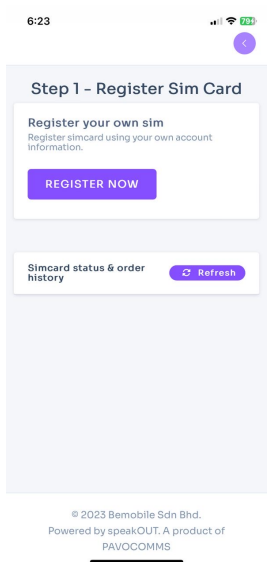 6:23
79
Step 1 - Register Sim Card
Register your own sim
Register simcard using your own account
information.
REGISTER NOW
Simcard status & order
history
Refresh
© 2023 Bemobile Sdn Bhd.
Powered by speakOUT. A product of
PAVOCOMMS